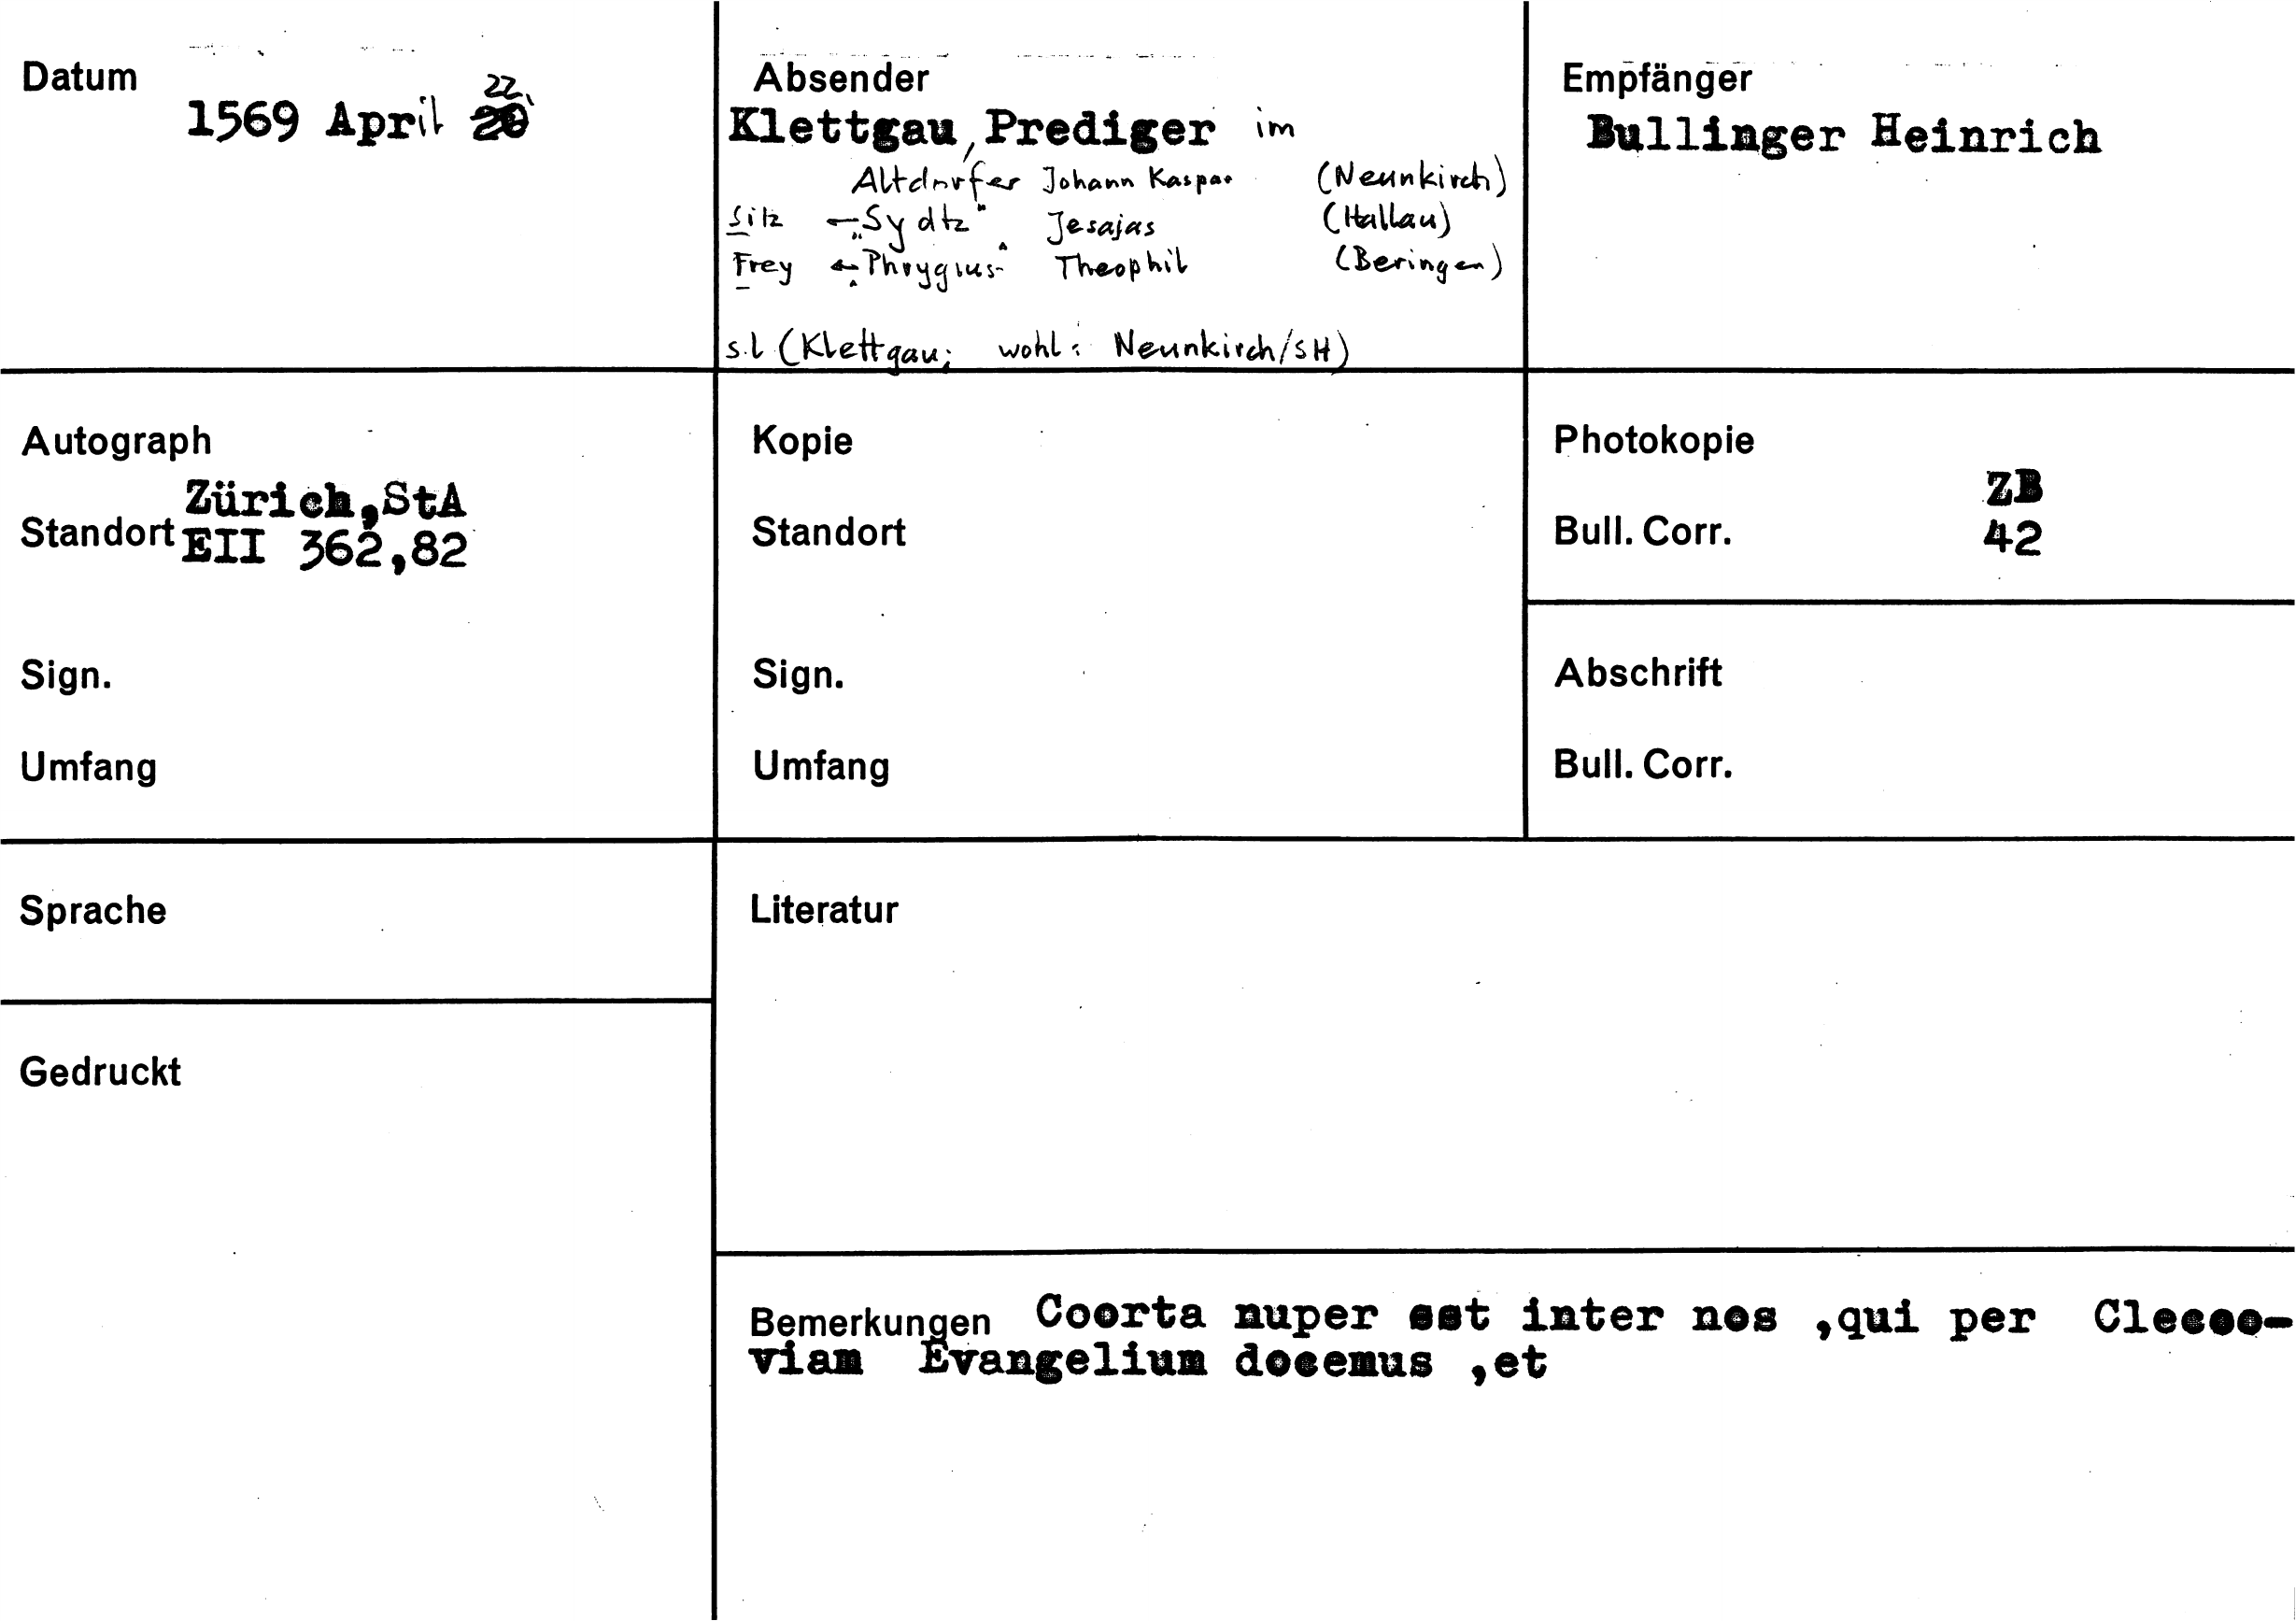 Datum
1569 April 20 22.
Absender
Klettgau, Prediger im
Altdorfer Johann Kaspar (Neunkirch)
Sitz ← "Sydtz" Jesajas (Hallau)
Frey ← Phrygius Theophil (Beringen)
s.l (Klettgau; wohl: Neunkirch/SH)
Empfänger
Bullinger Heinrich
Autograph
Zürich,StA
Standort EII 362,82
Sign.
Umfang
Kopie
Standort
Sign.
Umfang
Photokopie
ZB
Bull. Corr. 42
Abschrift
Bull. Corr.
Sprache
Gedruckt
Literatur
Bemerkungen Coorta nuper est inter nos ,qui per
viam Evangelium docemus ,et